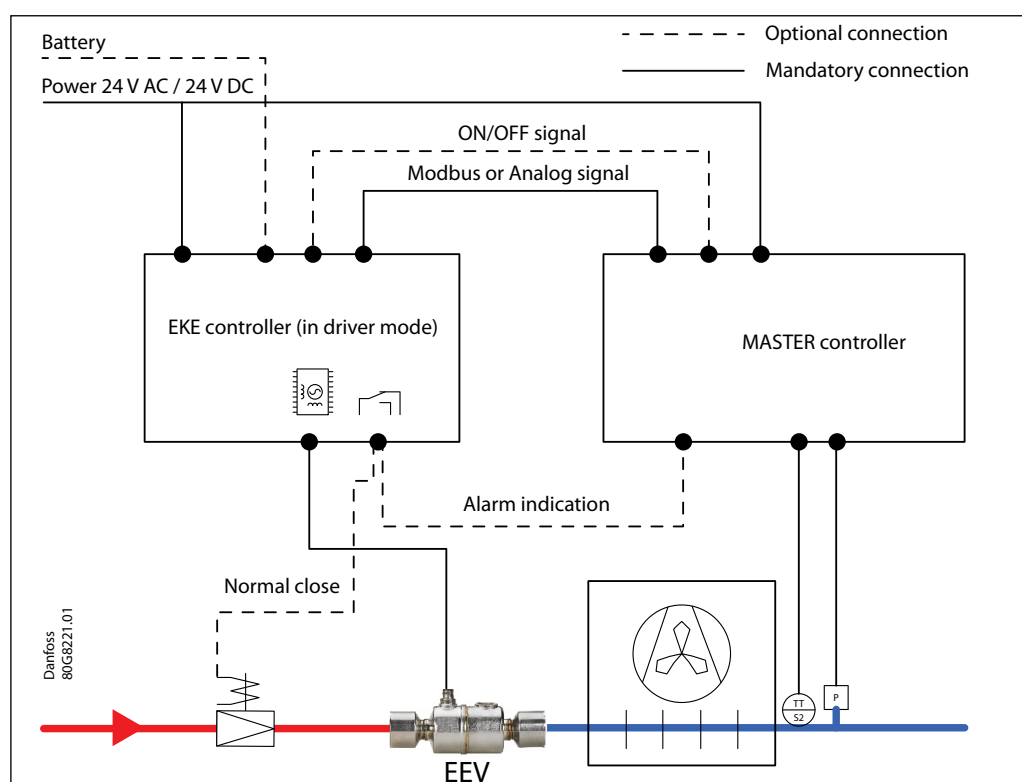 Battery
Optional connection
Power 24 V AC / 24 V DC
Mandatory connection
ON/OFF signal
Modbus or Analog signal
EKE controller (in driver mode)
MASTER controller
Alarm indication
Normal close
Danfoss
80G8221.01
TT
S2
P
EEV